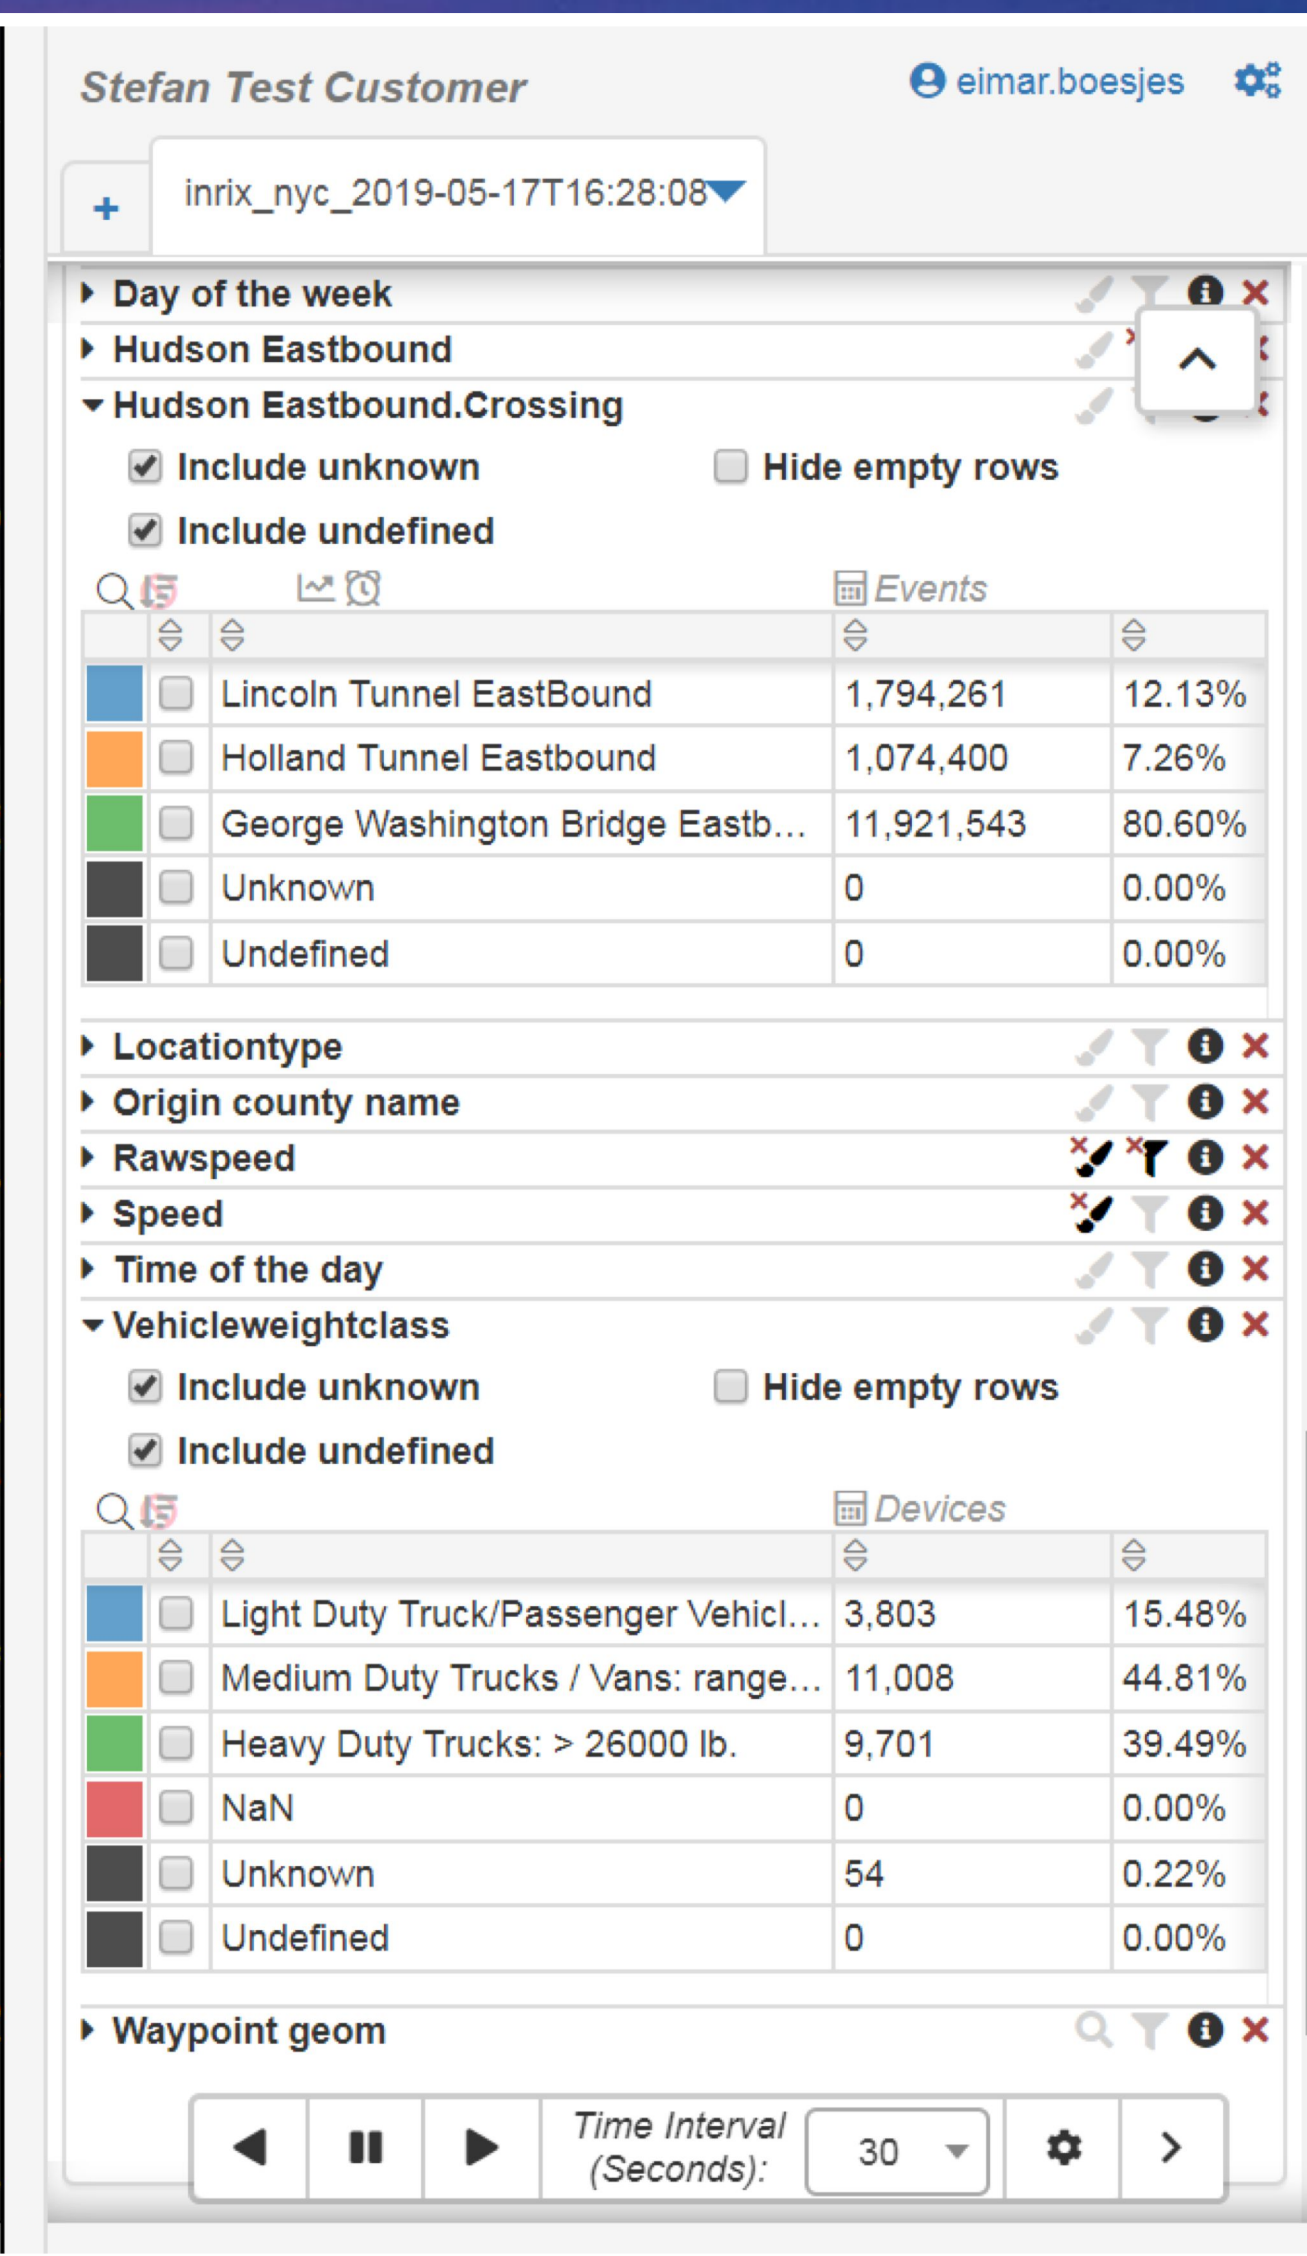 Stefan Test Customer
eimar.boesjes
+
inrix_nyc_2019-05-17T16:28:08
Day of the week
Hudson Eastbound
Hudson Eastbound.Crossing
Include unknown
Hide empty rows
Include undefined
Events
Lincoln Tunnel EastBound 1,794,261 12.13%
Holland Tunnel Eastbound 1,074,400 7.26%
George Washington Bridge Eastb... 11,921,543 80.60%
Unknown 0 0.00%
Undefined 0 0.00%
Locationtype
Origin county name
Rawspeed
Speed
Time of the day
Vehicleweightclass
Include unknown
Hide empty rows
Include undefined
Devices
Light Duty Truck/Passenger Vehicl... 3,803 15.48%
Medium Duty Trucks / Vans: range... 11,008 44.81%
Heavy Duty Trucks: > 26000 lb. 9,701 39.49%
NaN 0 0.00%
Unknown 54 0.22%
Undefined 0 0.00%
Waypoint geom
Time Interval
(Seconds):
30